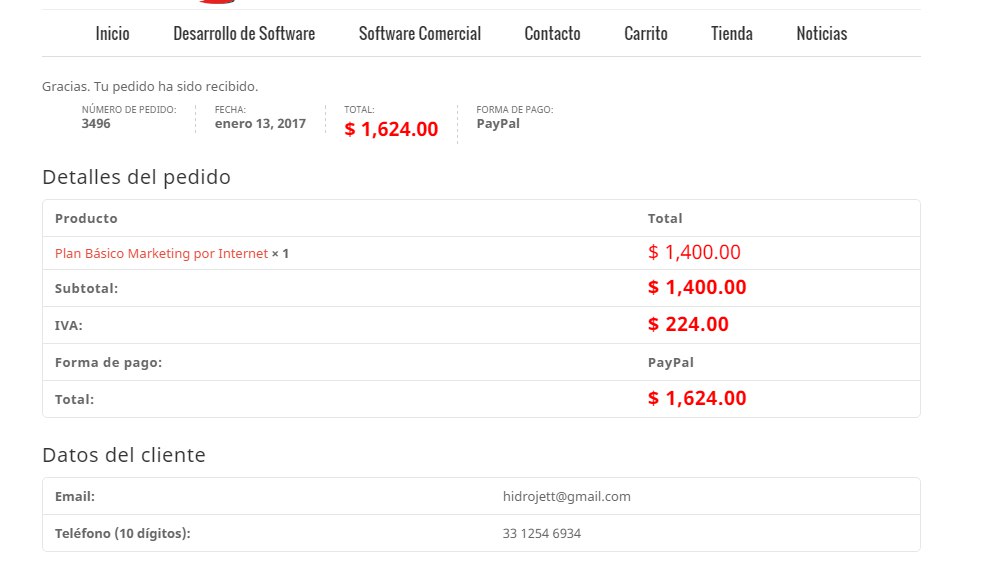 Inicio Desarrollo de Software Software Comercial Contacto Carrito Tienda Noticias
Gracias. Tu pedido ha sido recibido.
NÚMERO DE PEDIDO: FECHA: TOTAL: FORMA DE PAGO:
3496 enero 13, 2017 $ 1,624.00 PayPal
Detalles del pedido
Producto Total
Plan Básico Marketing por Internet × 1 $ 1,400.00
Subtotal: $ 1,400.00
IVA: $ 224.00
Forma de pago: PayPal
Total: $ 1,624.00
Datos del cliente
Email: hidrojett@gmail.com
Teléfono (10 dígitos): 33 1254 6934